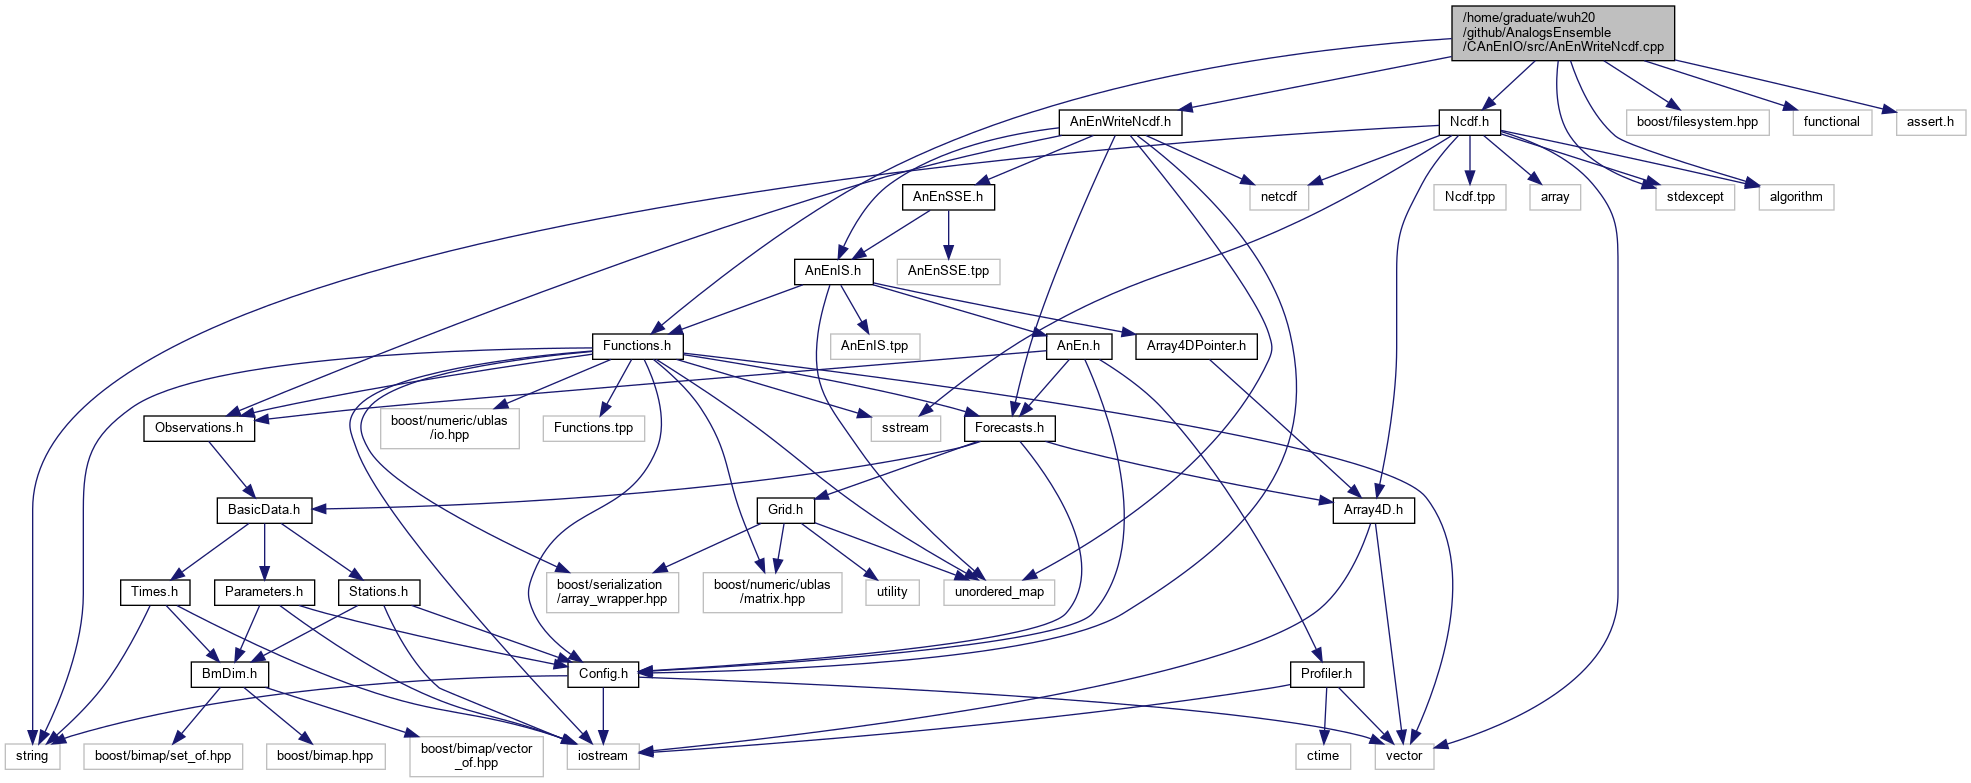 /home/graduate/wuh20
/github/AnalogsEnsemble
/CAnEnIO/src/AnEnWriteNcdf.cpp
AnEnWriteNcdf.h
Ncdf.h
boost/filesystem.hpp
functional
assert.h
AnEnSSE.h
netcdf
Ncdf.tpp
array
stdexcept
algorithm
AnEnIS.h
AnEnSSE.tpp
Functions.h
AnEnIS.tpp
AnEn.h
Array4DPointer.h
Observations.h
boost/numeric/ublas
/io.hpp
Functions.tpp
sstream
Forecasts.h
BasicData.h
Grid.h
Array4D.h
Times.h
Parameters.h
Stations.h
boost/serialization
/array_wrapper.hpp
boost/numeric/ublas
/matrix.hpp
utility
unordered_map
BmDim.h
Config.h
Profiler.h
string
boost/bimap/set_of.hpp
boost/bimap.hpp
boost/bimap/vector
_of.hpp
iostream
ctime
vector